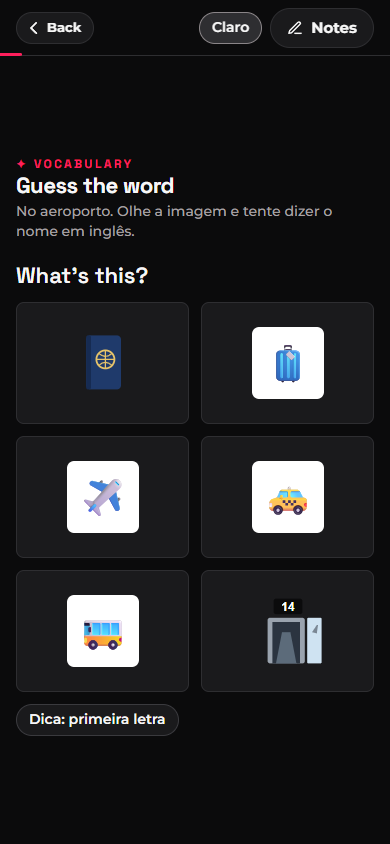 Back
Claro
Notes
VOCABULARY
Guess the word
No aeroporto. Olhe a imagem e tente dizer o
nome em inglês.
What's this?
14
Dica: primeira letra